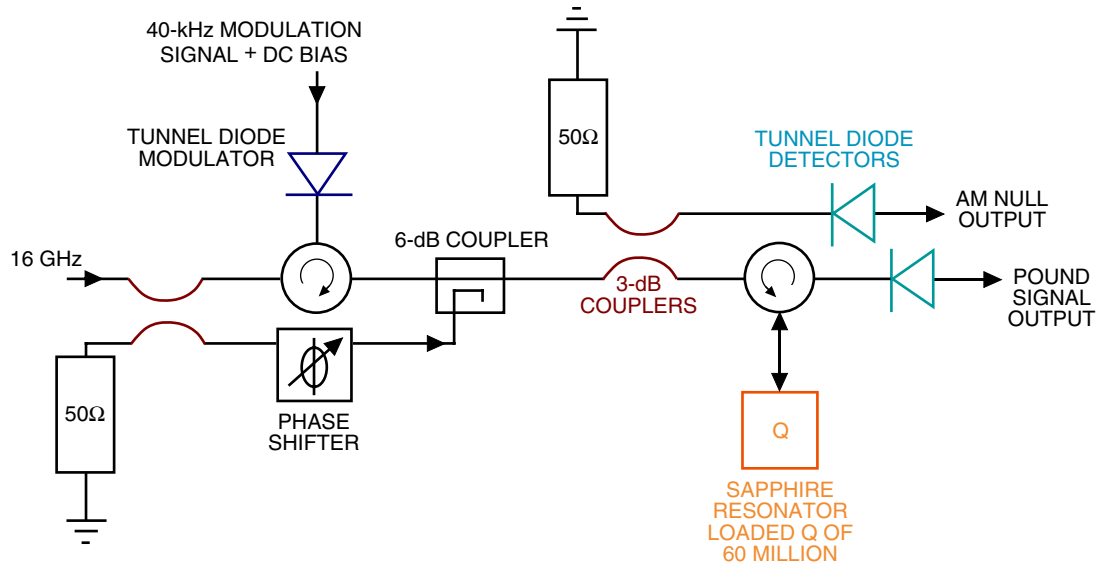 40-kHz MODULATION
SIGNAL + DC BIAS
TUNNEL DIODE
MODULATOR
50Ω
TUNNEL DIODE
DETECTORS
AM NULL
OUTPUT
16 GHz
6-dB COUPLER
3-dB
COUPLERS
POUND
SIGNAL
OUTPUT
50Ω
ϕ
PHASE
SHIFTER
Q
SAPPHIRE
RESONATOR
LOADED Q OF
60 MILLION